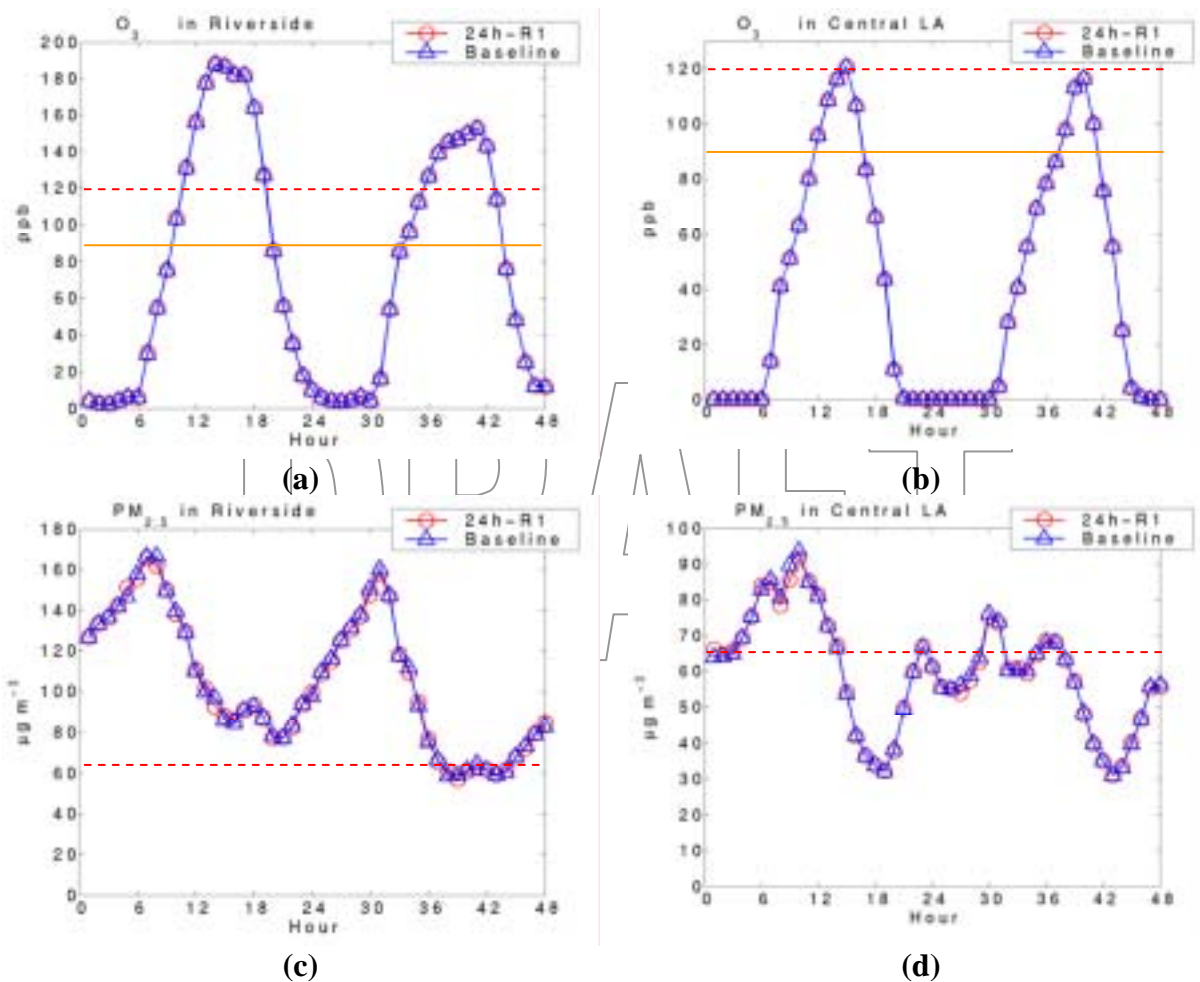 O3 in Riverside
24h-R1
Baseline
200
180
160
140
120
100
80
60
40
20
0
ppb
0 6 12 18 24 30 36 42 48
Hour
(a)
O3 in Central LA
24h-R1
Baseline
120
100
80
60
40
20
0
ppb
0 6 12 18 24 30 36 42 48
Hour
(b)
DRAFT
PM2.5 in Riverside
24h-R1
Baseline
180
160
140
120
100
80
60
40
20
0
µg m-3
0 6 12 18 24 30 36 42 48
Hour
(c)
PM2.5 in Central LA
24h-R1
Baseline
100
90
80
70
60
50
40
30
20
10
0
µg m-3
0 6 12 18 24 30 36 42 48
Hour
(d)